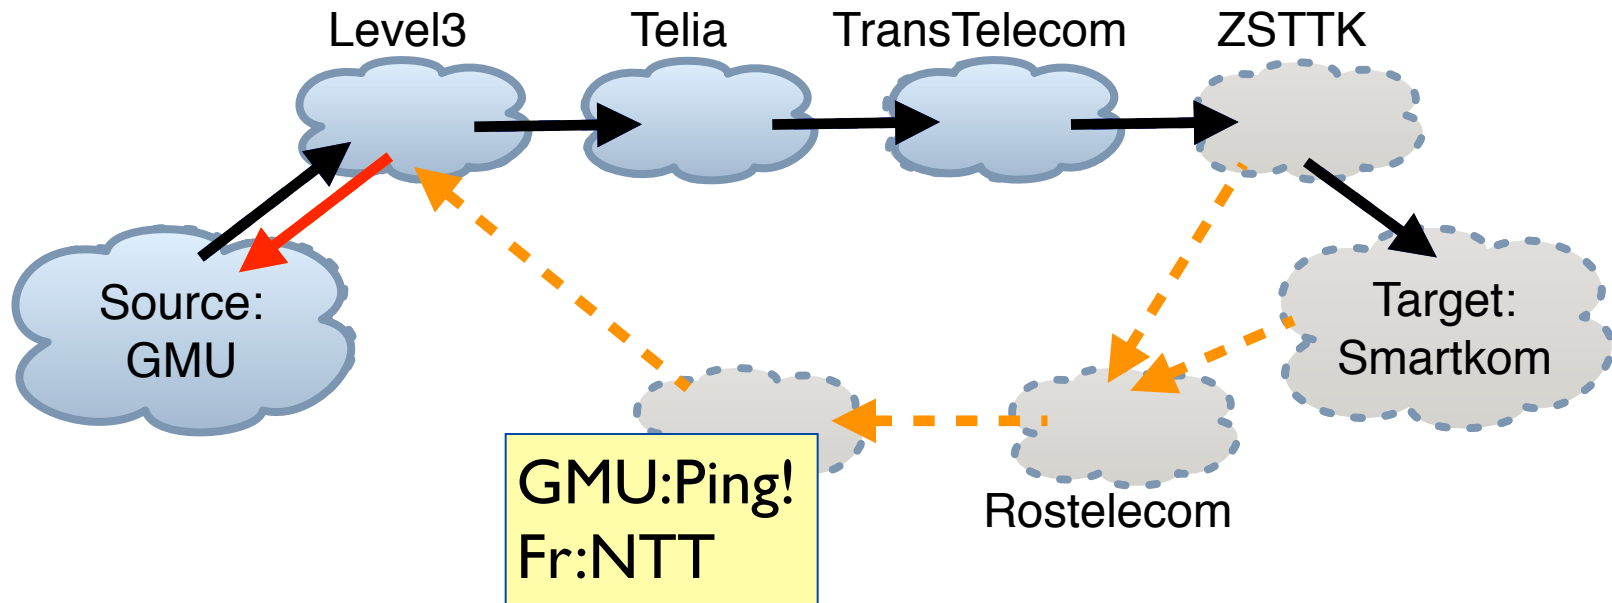 Level3
Telia
TransTelecom
ZSTTK
Source:
GMU
Target:
Smartkom
GMU:Ping!
Fr:NTT
Rostelecom